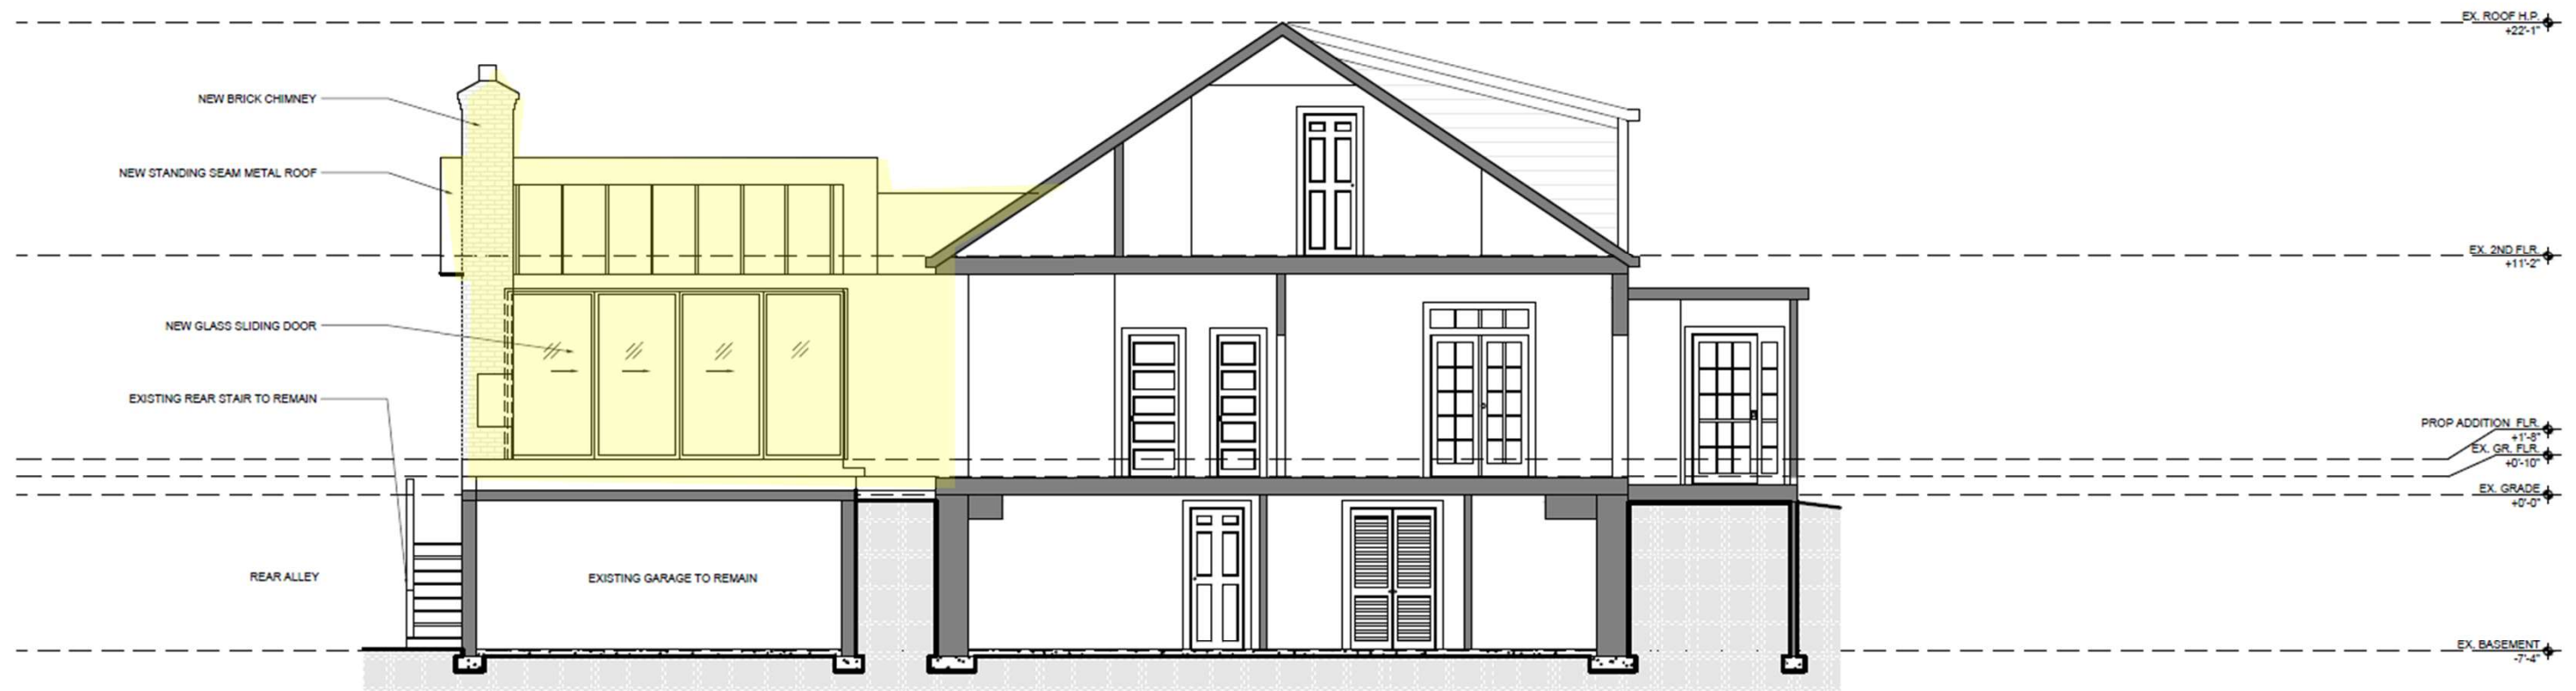 EX. ROOF H.P.
+22'-1"
NEW BRICK CHIMNEY
NEW STANDING SEAM METAL ROOF
EX. 2ND FLR.
+11'-2"
NEW GLASS SLIDING DOOR
EXISTING REAR STAIR TO REMAIN
PROP ADDITION FLR.
+1'-8"
EX. GR. FLR.
+0'-10"
EX. GRADE
+0'-0"
REAR ALLEY
EXISTING GARAGE TO REMAIN
EX. BASEMENT
-7'-4"